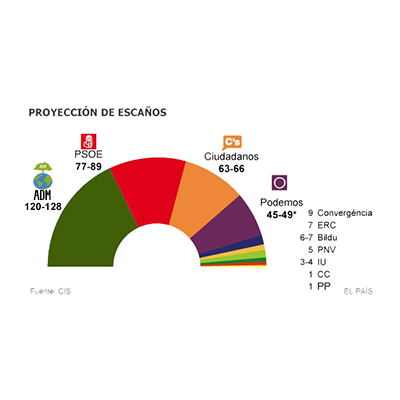 PROYECCIÓN DE ESCAÑOS
C's
PSOE
77-89
Ciudadanos
63-66
ADM
120-128
Podemos
45-49*
9 Convergència
7 ERC
6-7 Bildu
5 PNV
3-4 IU
1 CC
1 PP
Fuente: CIS
EL PAÍS